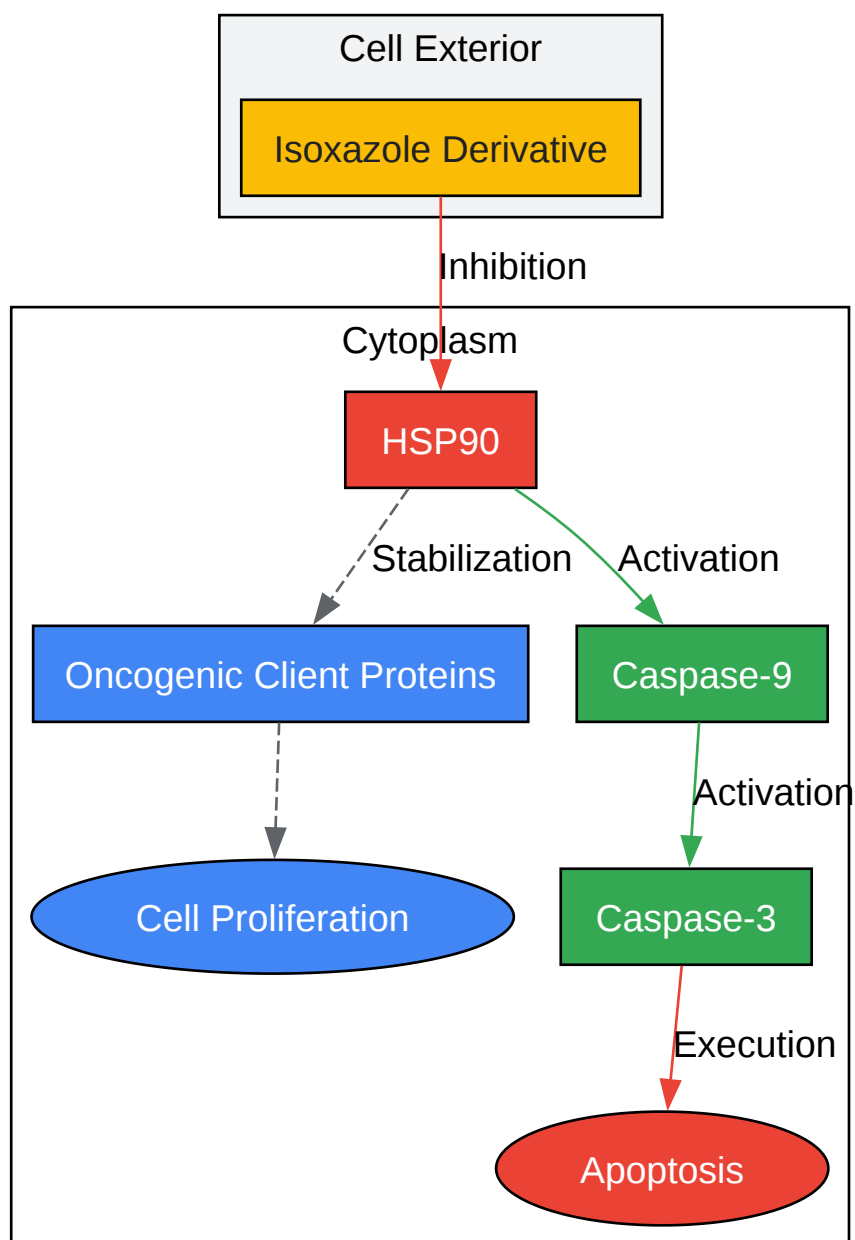 Cell Exterior
Isoxazole Derivative
Inhibition
Cytoplasm
HSP90
Stabilization
Activation
Oncogenic Client Proteins
Caspase-9
Activation
Cell Proliferation
Caspase-3
Execution
Apoptosis